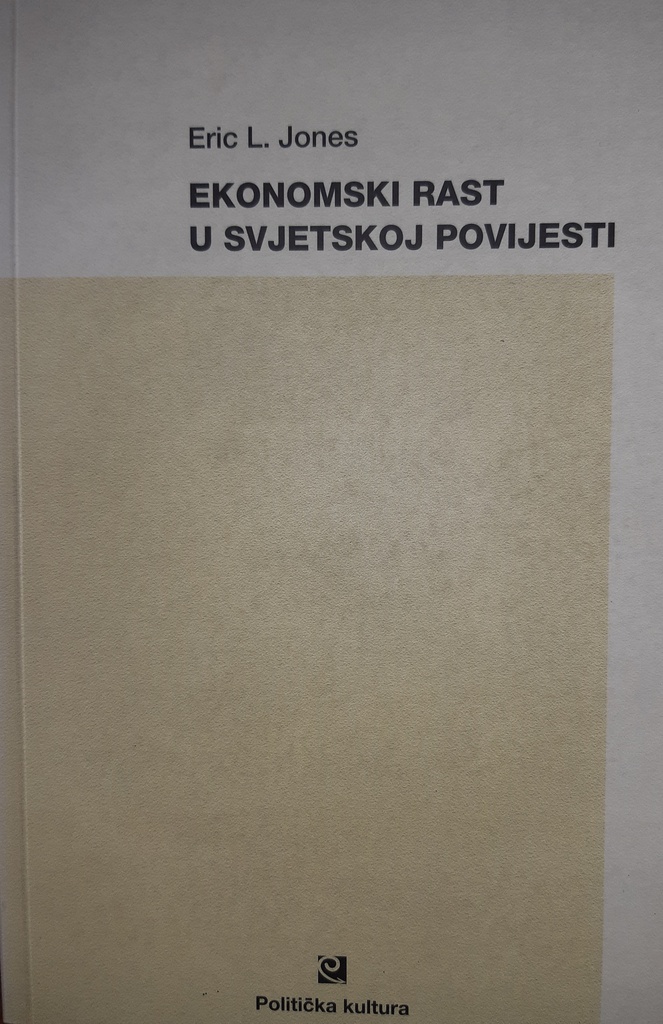 Eric L. Jones
EKONOMSKI RAST
U SVJETSKOJ POVIJESTI
Politička kultura